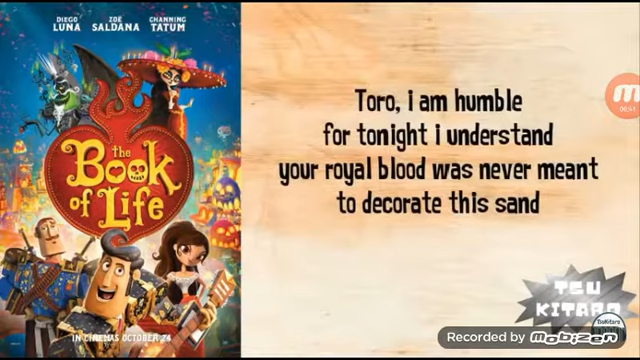 DIEGO LUNA
ZOE SALDANA
CHANNING TATUM
the
Book
of Life
IN CINEMAS OCTOBER 24
Toro, i am humble
for tonight i understand
your royal blood was never meant
to decorate this sand
TSU
KITARO
TsuKitaro
Recorded by mobizen